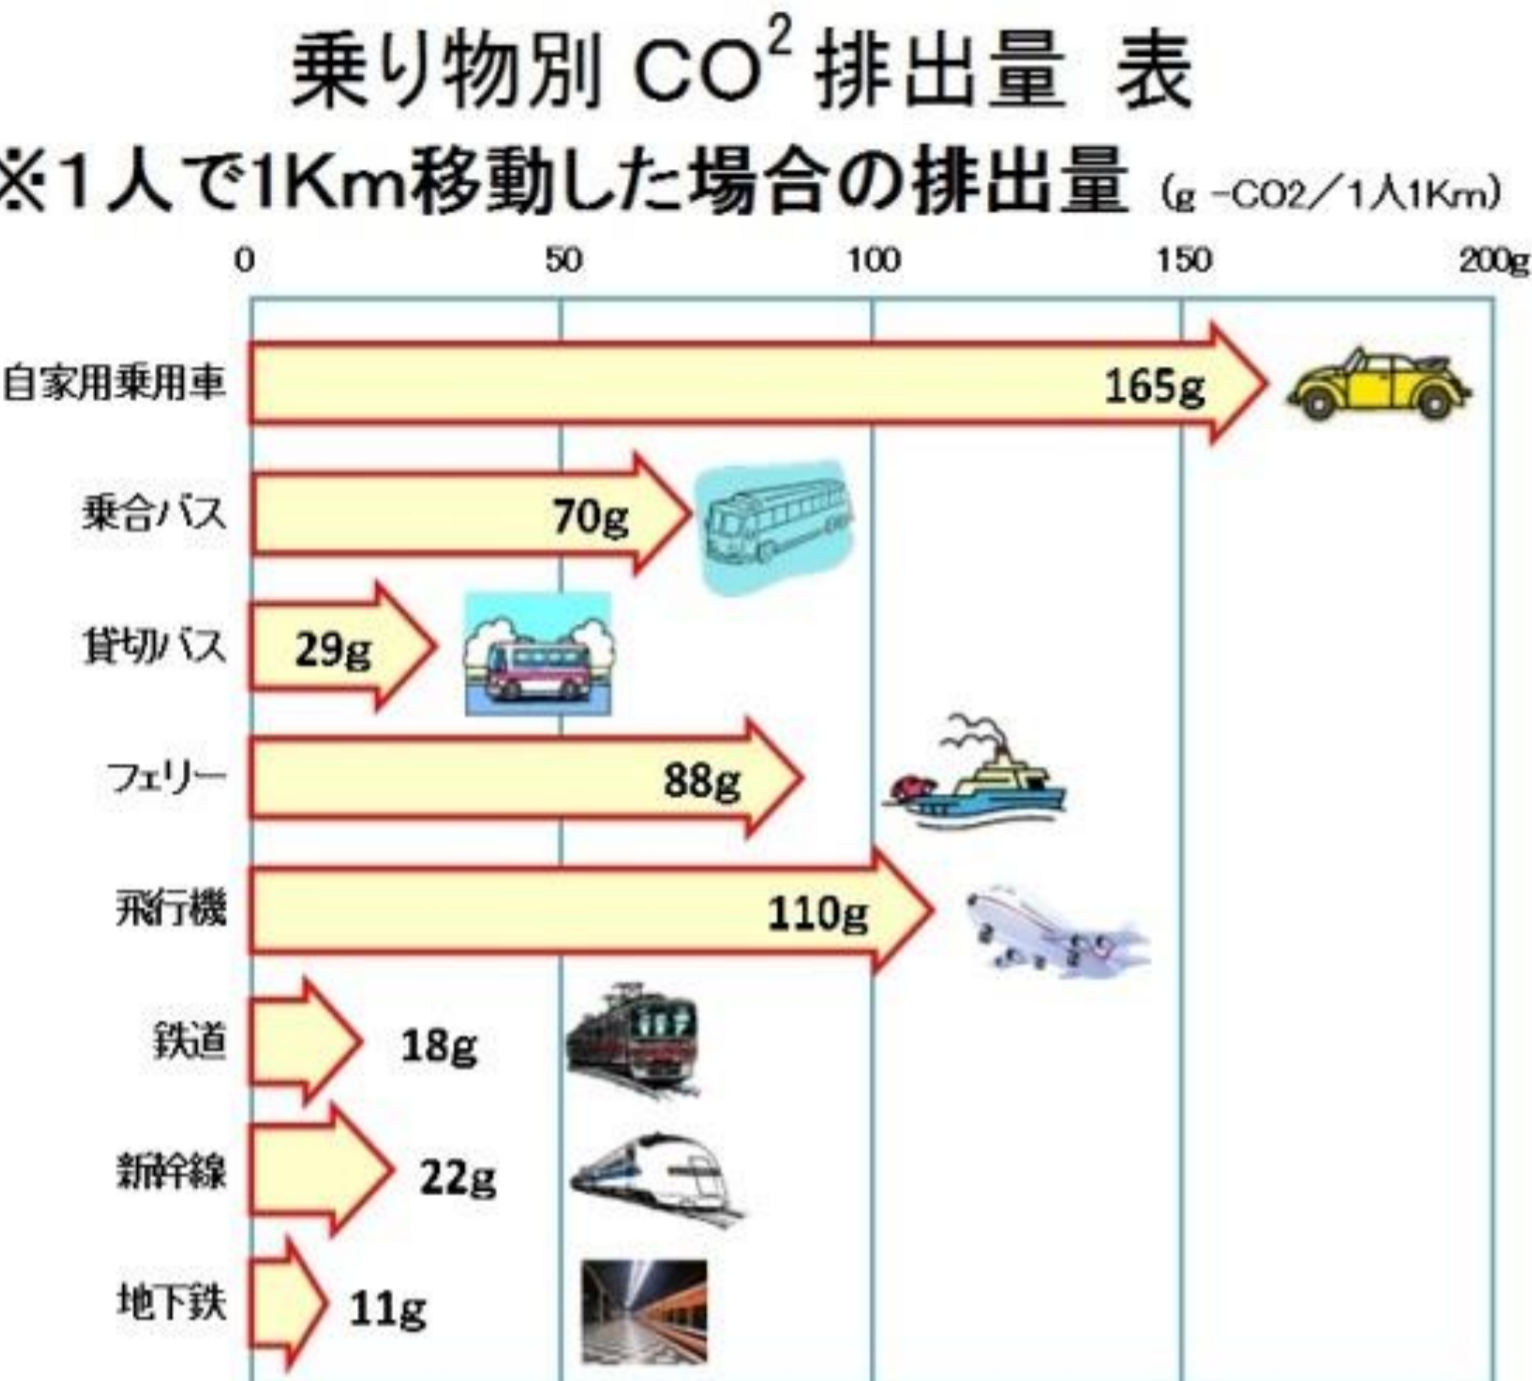 乗り物別 CO² 排出量 表
※1人で1Km移動した場合の排出量 (g -CO2/1人1Km)
0 50 100 150 200g
自家用乗用車 165g
乗合バス 70g
貸切バス 29g
フェリー 88g
飛行機 110g
鉄道 18g
新幹線 22g
地下鉄 11g